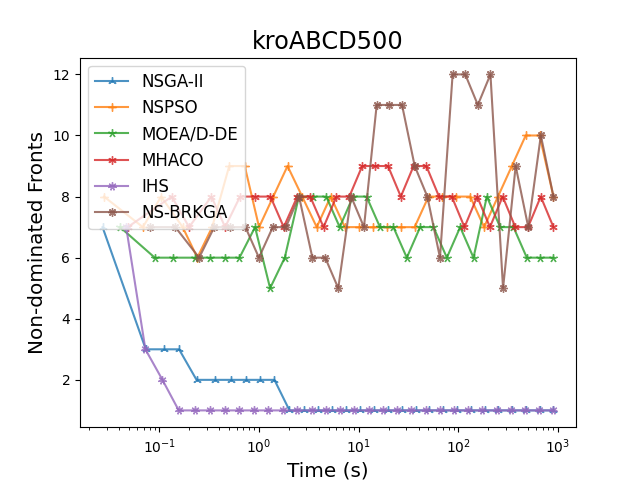 kroABCD500
NSGA-II
NSPSO
MOEA/D-DE
MHACO
IHS
NS-BRKGA
Non-dominated Fronts
12
10
8
6
4
2
10⁻¹ 10⁰ 10¹ 10² 10³
Time (s)